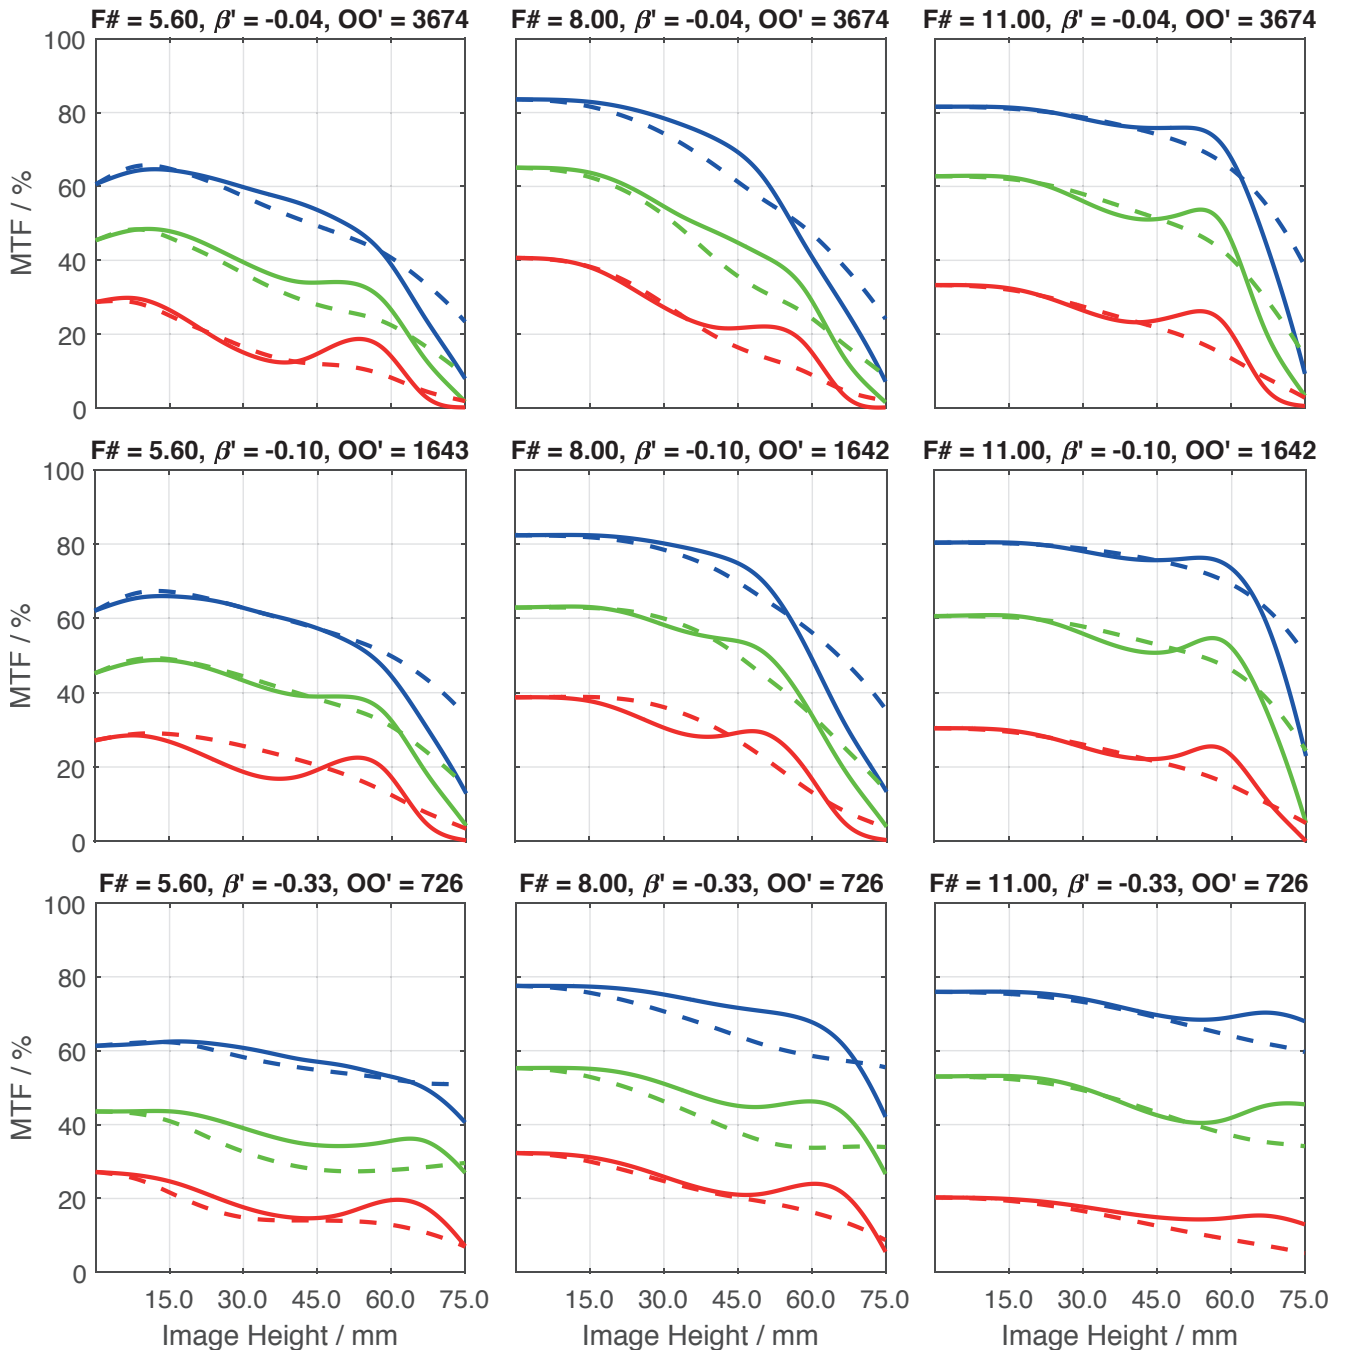 F# = 5.60, β' = -0.04, OO' = 3674
F# = 8.00, β' = -0.04, OO' = 3674
F# = 11.00, β' = -0.04, OO' = 3674
100
80
60
40
20
0
MTF / %
F# = 5.60, β' = -0.10, OO' = 1643
F# = 8.00, β' = -0.10, OO' = 1642
F# = 11.00, β' = -0.10, OO' = 1642
100
80
60
40
20
0
MTF / %
F# = 5.60, β' = -0.33, OO' = 726
F# = 8.00, β' = -0.33, OO' = 726
F# = 11.00, β' = -0.33, OO' = 726
100
80
60
40
20
0
MTF / %
15.0 30.0 45.0 60.0 75.0
15.0 30.0 45.0 60.0 75.0
15.0 30.0 45.0 60.0 75.0
Image Height / mm
Image Height / mm
Image Height / mm